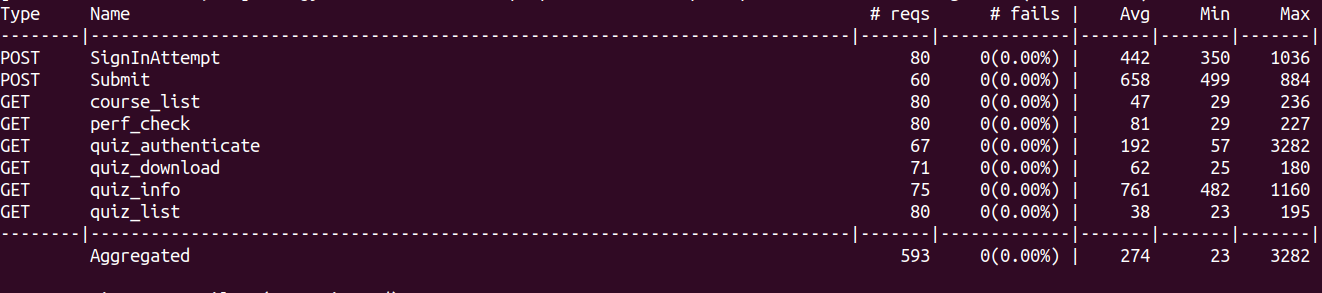 Type Name # reqs # fails | Avg Min Max
--------|----------------------------------------------------------------------------|-------|-------------|-------|-------|-------|
POST SignInAttempt 80 0(0.00%) | 442 350 1036
POST Submit 60 0(0.00%) | 658 499 884
GET course_list 80 0(0.00%) | 47 29 236
GET perf_check 80 0(0.00%) | 81 29 227
GET quiz_authenticate 67 0(0.00%) | 192 57 3282
GET quiz_download 71 0(0.00%) | 62 25 180
GET quiz_info 75 0(0.00%) | 761 482 1160
GET quiz_list 80 0(0.00%) | 38 23 195
--------|----------------------------------------------------------------------------|-------|-------------|-------|-------|-------|
Aggregated 593 0(0.00%) | 274 23 3282